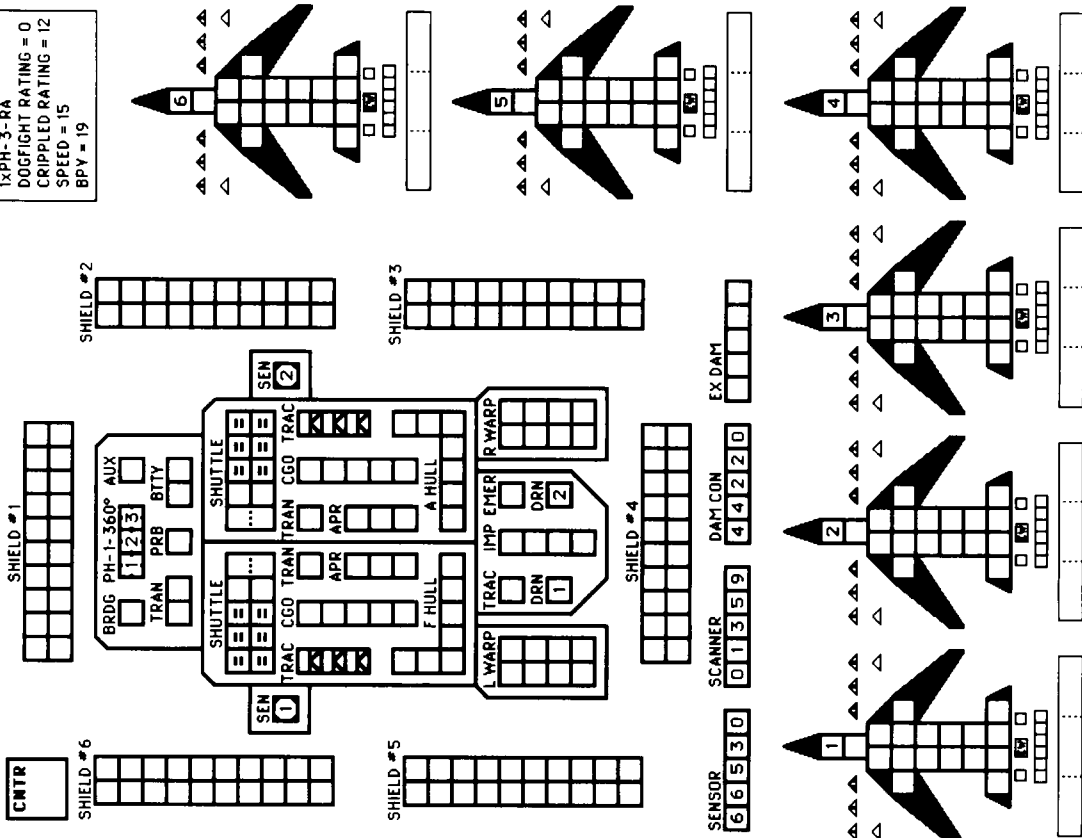 1xPH-3-RA
DOGFIGHT RATING = 0
CRIPPLED RATING = 12
SPEED = 15
BPY = 19
6
5
CNTR
SHIELD #1
SHIELD #2
SHIELD #6
BRDG PH-1-360° AUX
1 2 3
TRAN PRB BTTY
SHUTTLE SHUTTLE
SEN
1
SEN
2
TRAC CGO TRAN TRAN CGO TRAC
APR APR
F HULL A HULL
SHIELD #5
SHIELD #3
L WARP TRAC IMP EMER R WARP
DRN DRN
1 2
SHIELD #4
SENSOR
6 6 5 3 0
SCANNER
0 1 3 5 9
DAM CON
4 4 2 2 0
EX DAM
1
2
3
4